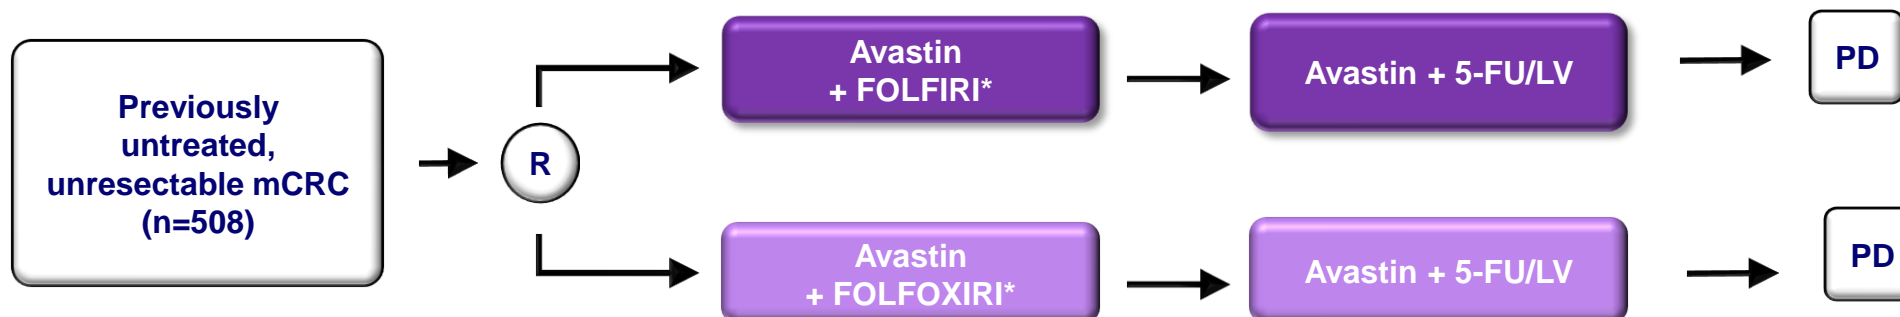 Previously
untreated,
unresectable mCRC
(n=508)
R
Avastin
+ FOLFIRI*
Avastin + 5-FU/LV
PD
Avastin
+ FOLFOXIRI*
Avastin + 5-FU/LV
PD